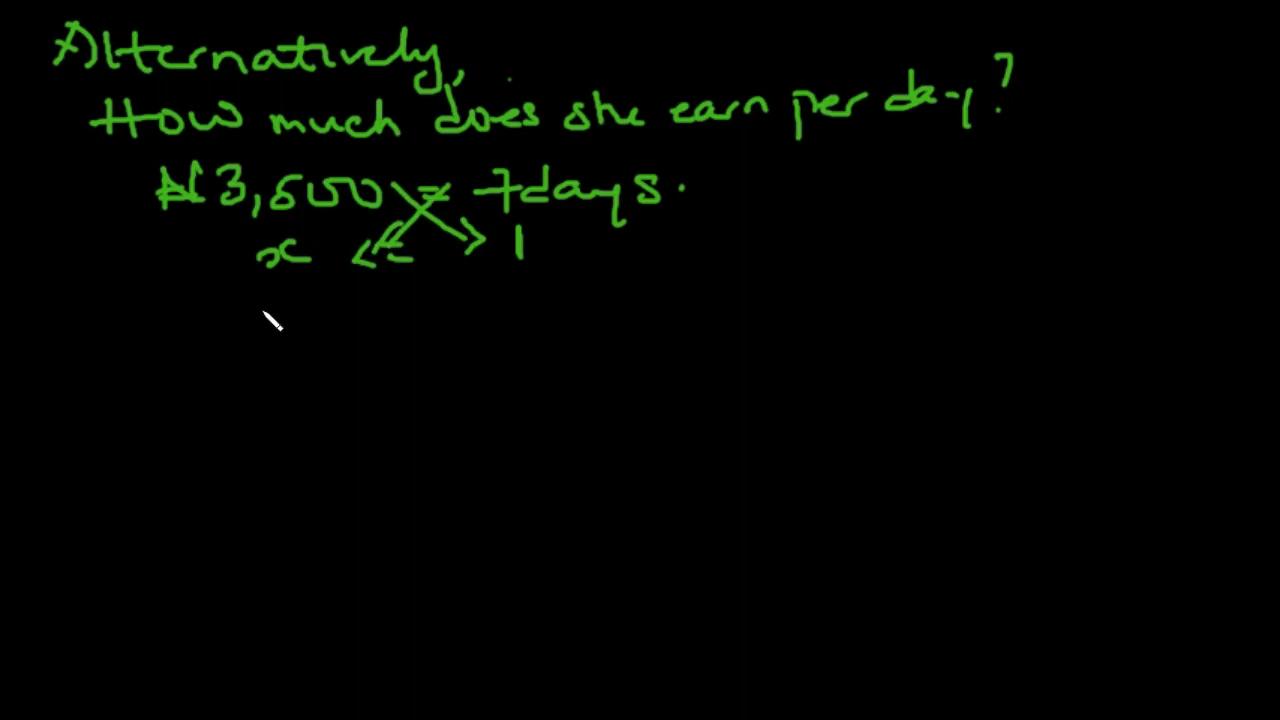 Alternatively,
How much does she earn per day?
₦3,500 = 7days.
x = 1